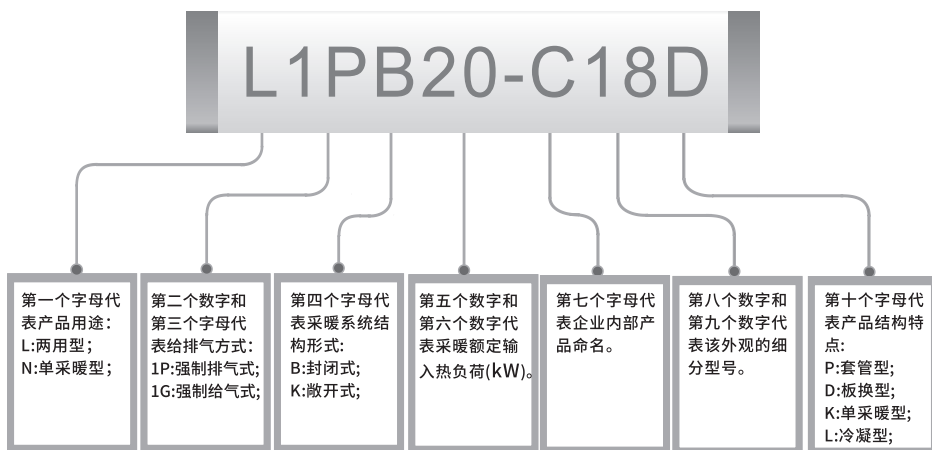 L1PB20-C18D
第一个字母代
表产品用途：
L:两用型；
N:单采暖型；
第二个数字和
第三个字母代
表给排气方式：
1P:强制排气式;
1G:强制给气式;
第四个字母代
表采暖系统结
构形式:
B:封闭式;
K:敞开式;
第五个数字和
第六个数字代
表采暖额定输
入热负荷(kW)。
第七个字母代
表企业内部产
品命名。
第八个数字和
第九个数字代
表该外观的细
分型号。
第十个字母代
表产品结构特
点:
P:套管型;
D:板换型;
K:单采暖型;
L:冷凝型;